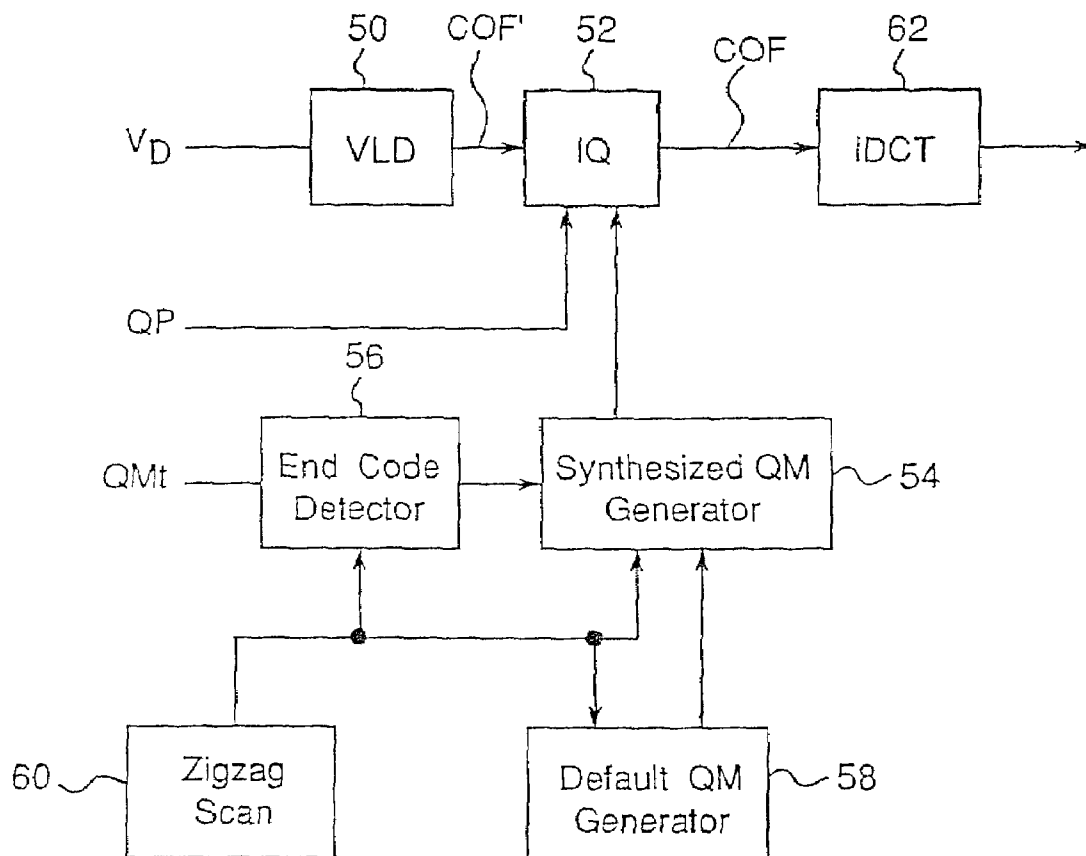 50
COF'
52
COF
62
VD
VLD
IQ
IDCT
QP
56
QMt
End Code
Detector
Synthesized QM
Generator
54
60
Zigzag
Scan
Default QM
Generator
58